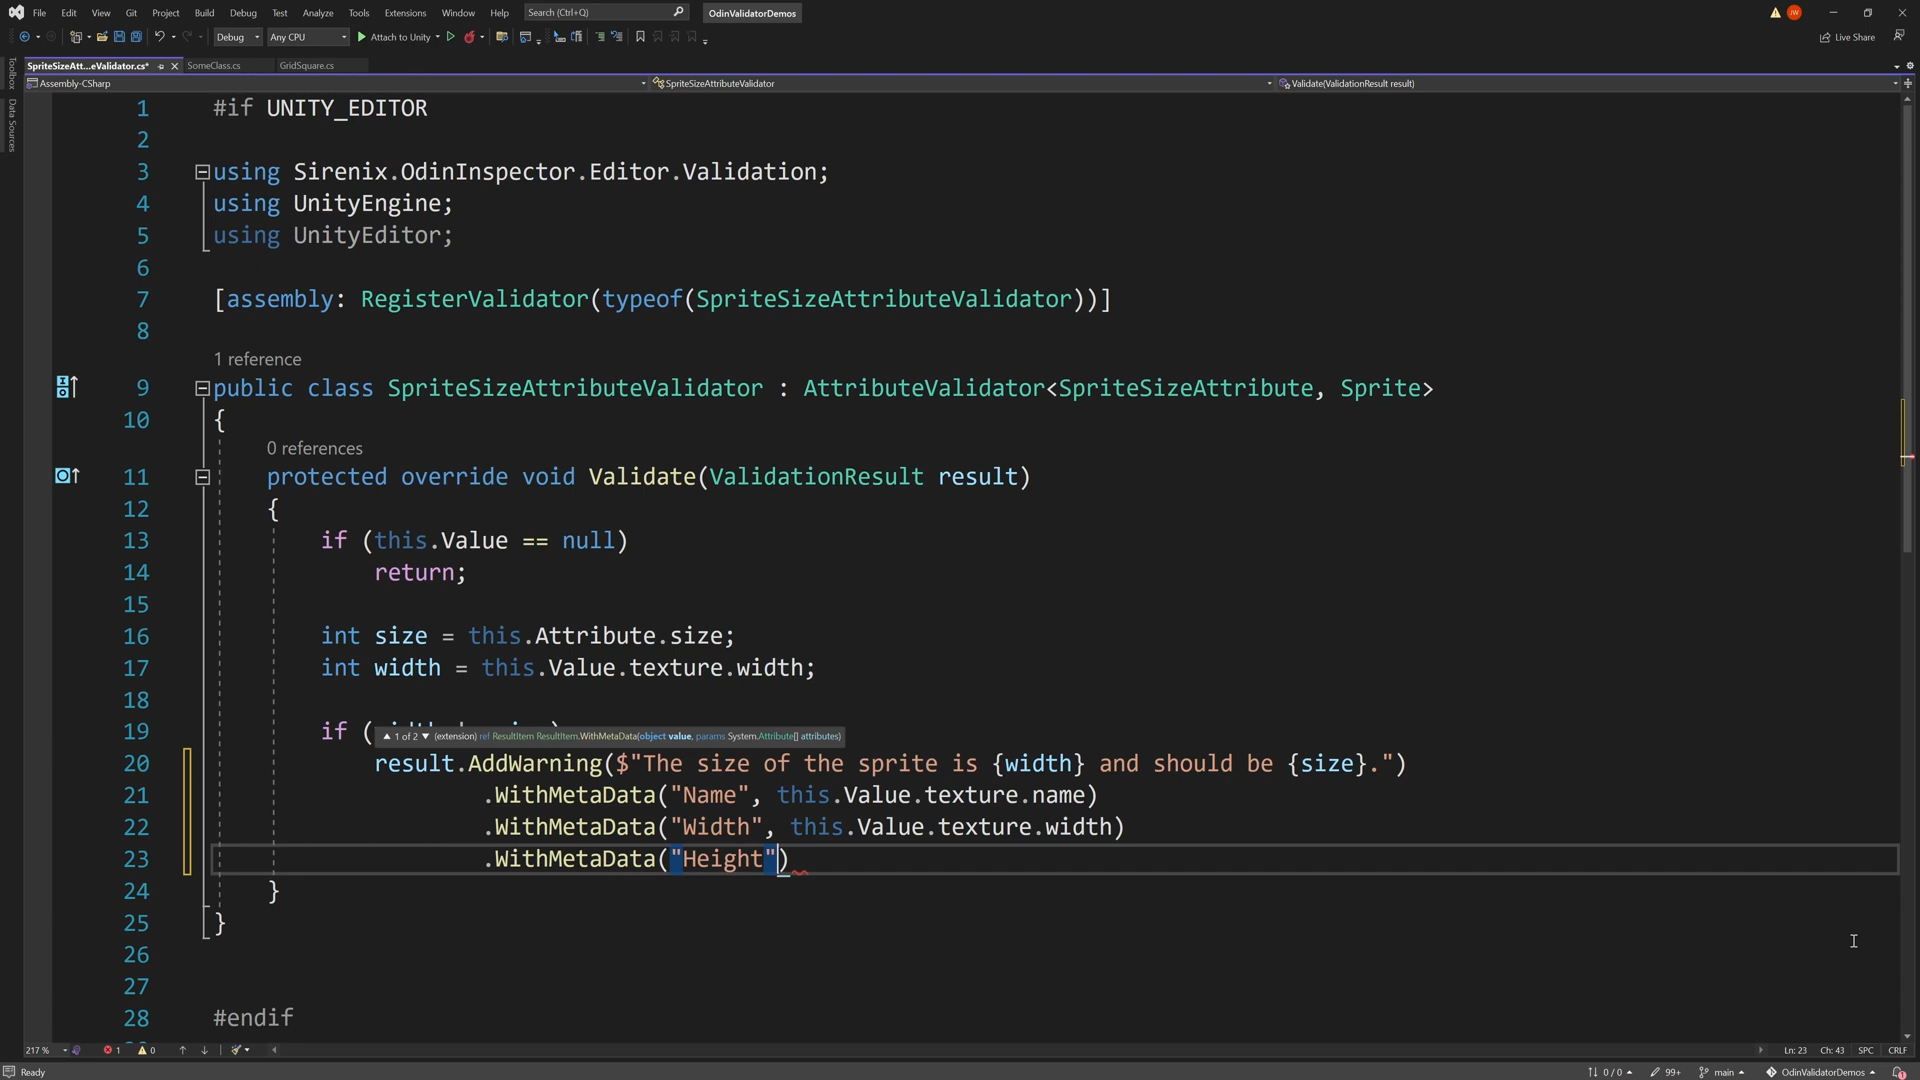 File Edit View Git Project Build Debug Test Analyze Tools Extensions Window Help Search (Ctrl+Q) OdinValidatorDemos JW
Debug Any CPU Attach to Unity Live Share
SpriteSizeAtt...eValidator.cs* SomeClass.cs GridSquare.cs
Assembly-CSharp SpriteSizeAttributeValidator Validate(ValidationResult result)
Toolbox
Data Sources
1 #if UNITY_EDITOR
2
3 using Sirenix.OdinInspector.Editor.Validation;
4 using UnityEngine;
5 using UnityEditor;
6
7 [assembly: RegisterValidator(typeof(SpriteSizeAttributeValidator))]
8
1 reference
9 public class SpriteSizeAttributeValidator : AttributeValidator<SpriteSizeAttribute, Sprite>
10 {
0 references
11 protected override void Validate(ValidationResult result)
12 {
13 if (this.Value == null)
14 return;
15
16 int size = this.Attribute.size;
17 int width = this.Value.texture.width;
18
19 if (
1 of 2 (extension) ref ResultItem ResultItem.WithMetaData(object value, params System.Attribute[] attributes)
20 result.AddWarning($"The size of the sprite is {width} and should be {size}.")
21 .WithMetaData("Name", this.Value.texture.name)
22 .WithMetaData("Width", this.Value.texture.width)
23 .WithMetaData("Height")
24 }
25 }
26
27
28 #endif
217 % 1 0 Ln: 23 Ch: 43 SPC CRLF
Ready 0 / 0 99+ main OdinValidatorDemos 1